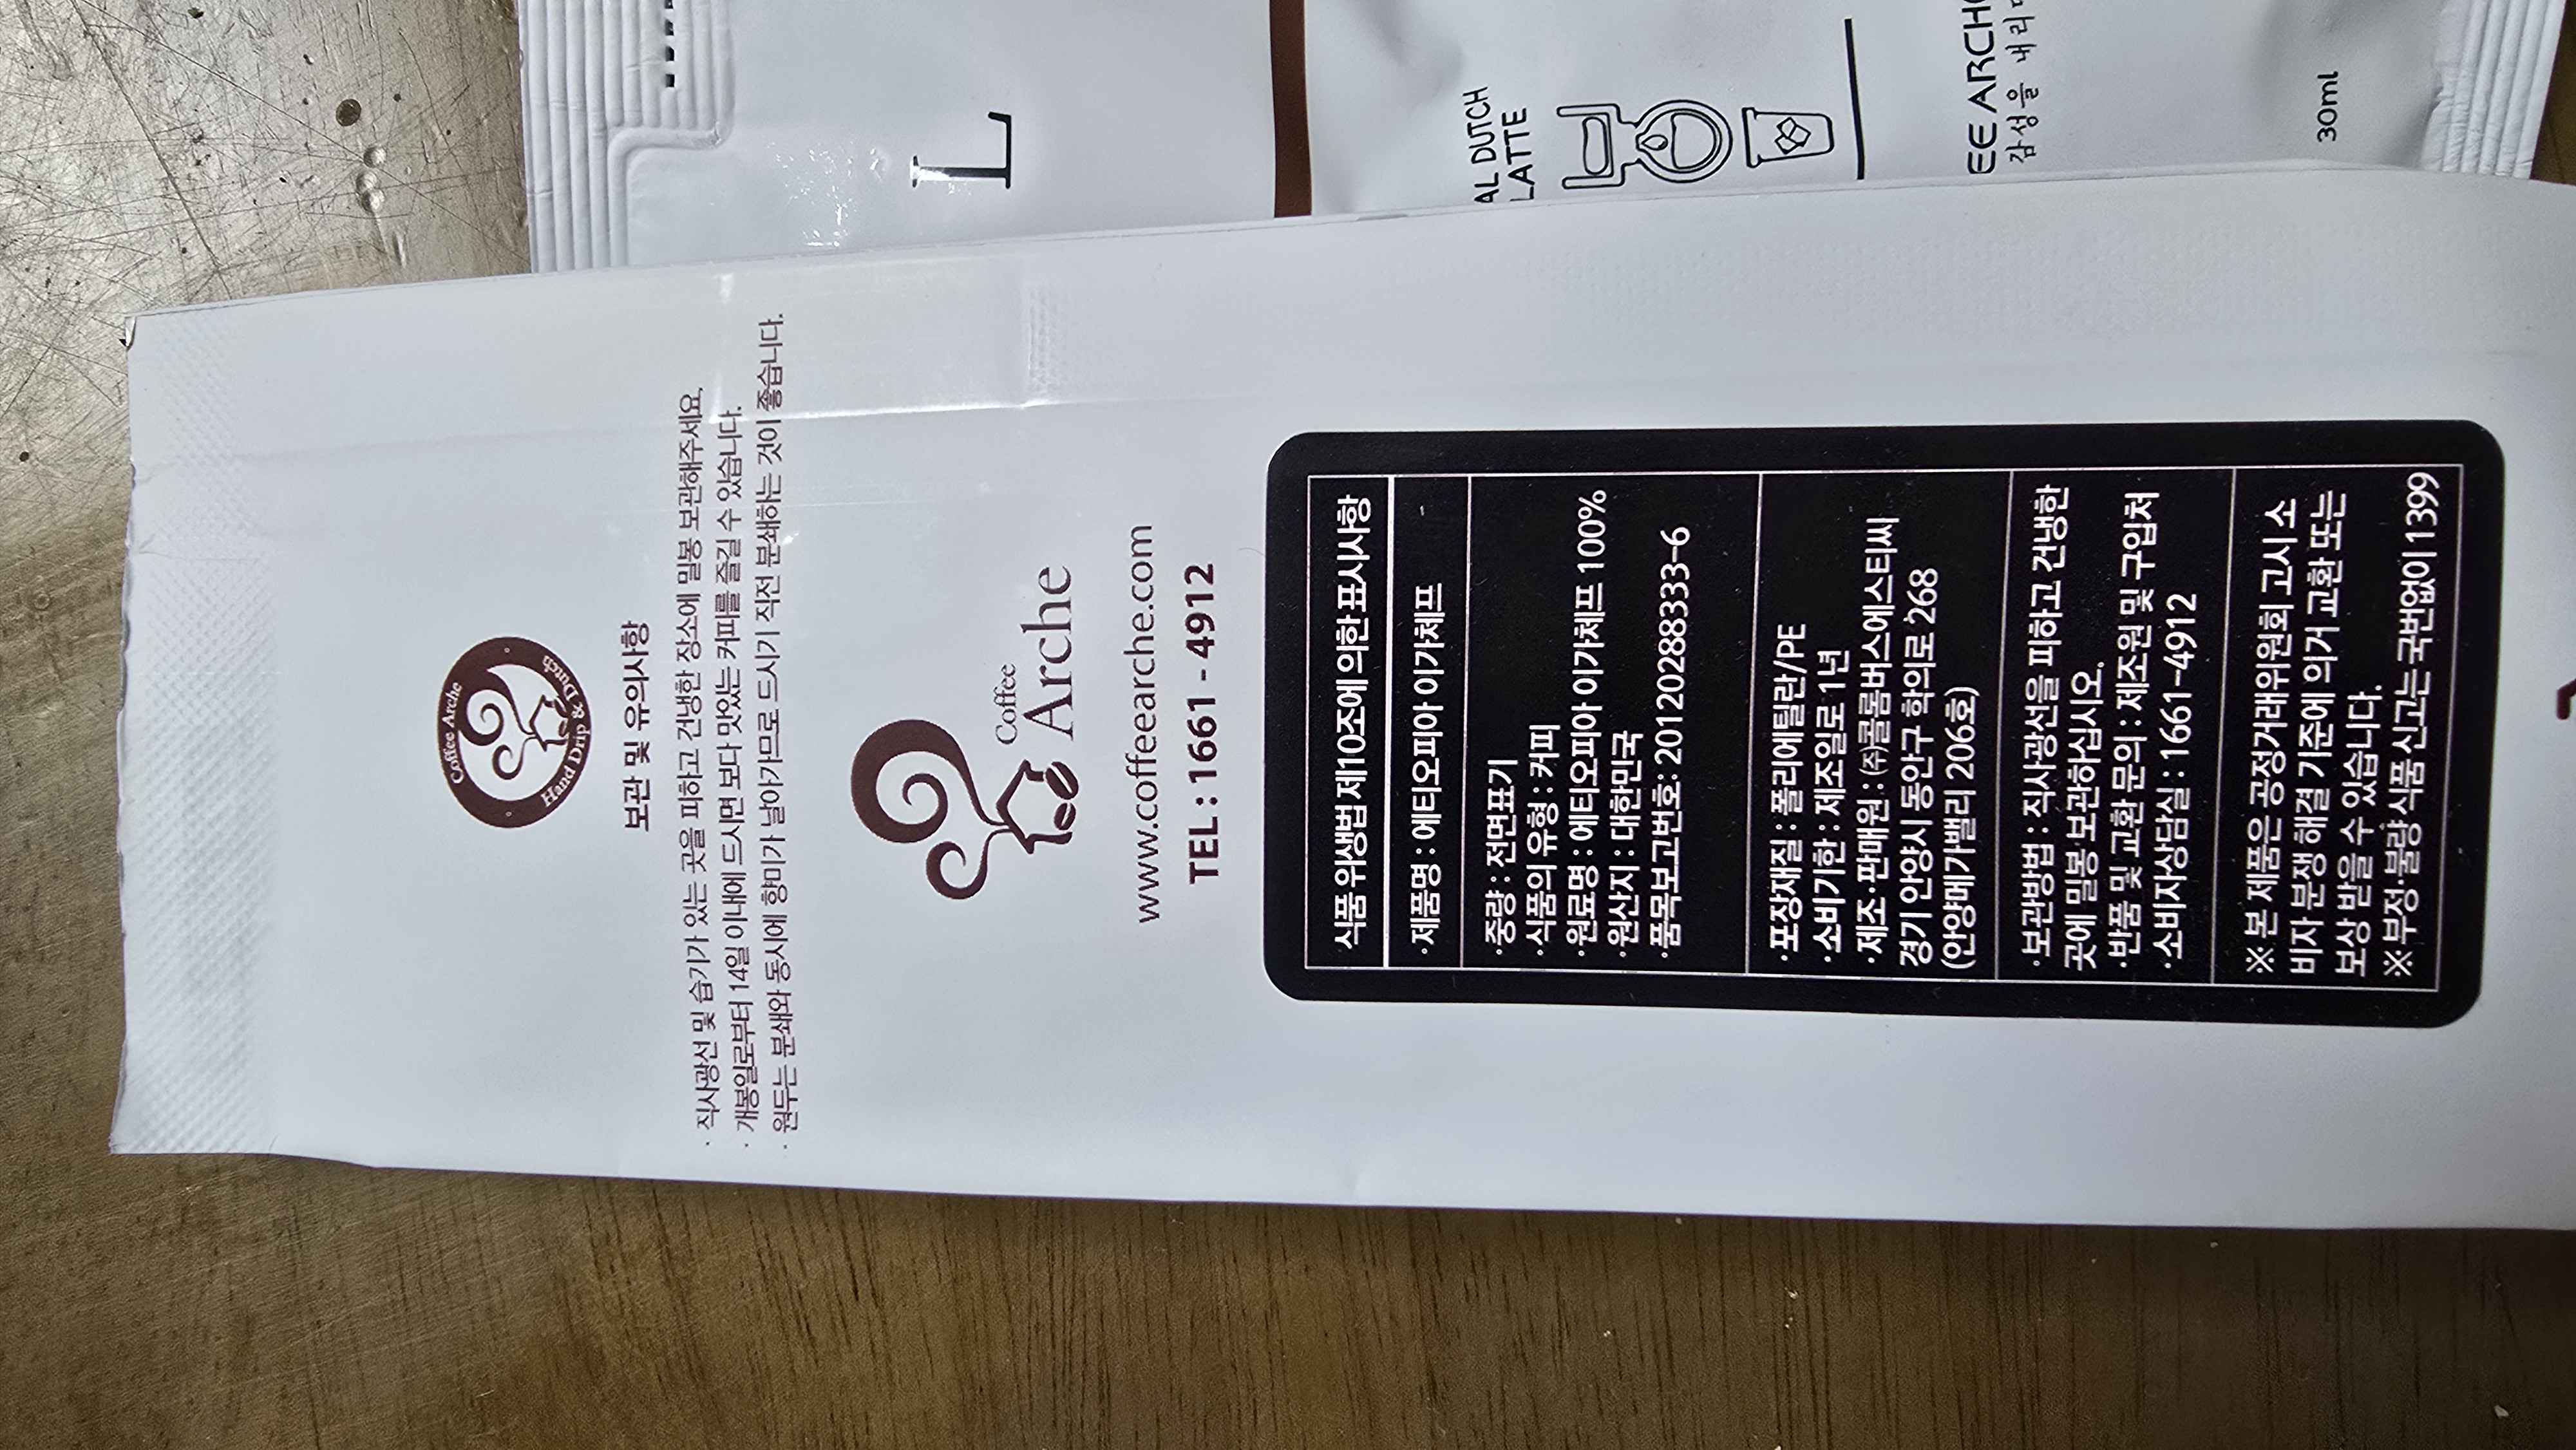 Coffee Arche
Hand Drip & Dutch
보관 및 유의사항
· 직사광선 및 습기가 있는 곳을 피하고 건냉한 장소에 밀봉 보관해주세요.
· 개봉일로부터 14일 이내에 드시면 보다 맛있는 커피를 즐길 수 있습니다.
· 원두는 분쇄와 동시에 향미가 날아가므로 드시기 직전 분쇄하는 것이 좋습니다.
Coffee
Arche
www.coffeearche.com
TEL : 1661 - 4912
식품 위생법 제10조에 의한 표시사항
·제품명 : 에티오피아 이가체프
·중량 : 전면표기
·식품의 유형 : 커피
·원료명 : 에티오피아 이가체프 100%
·원산지 : 대한민국
·품목보고번호: 20120288333-6
·포장재질 : 폴리에틸란/PE
·소비기한 : 제조일로 1년
·제조·판매원 : (주)콜롬버스에스티씨
경기 안양시 동안구 학의로 268
(안양메가밸리 206호)
·보관방법 : 직사광선을 피하고 건냉한
곳에 밀봉 보관하십시오.
·반품 및 교환 문의 : 제조원 및 구입처
·소비자상담실 : 1661-4912
※ 본 제품은 공정거래위원회 고시 소
비자 분쟁 해결 기준에 의거 교환 또는
보상 받을 수 있습니다.
※ 부정·불량 식품 신고는 국번없이 1399
L
AL DUTCH
LATTE
EE ARCHE
감성을 내리다
30ml